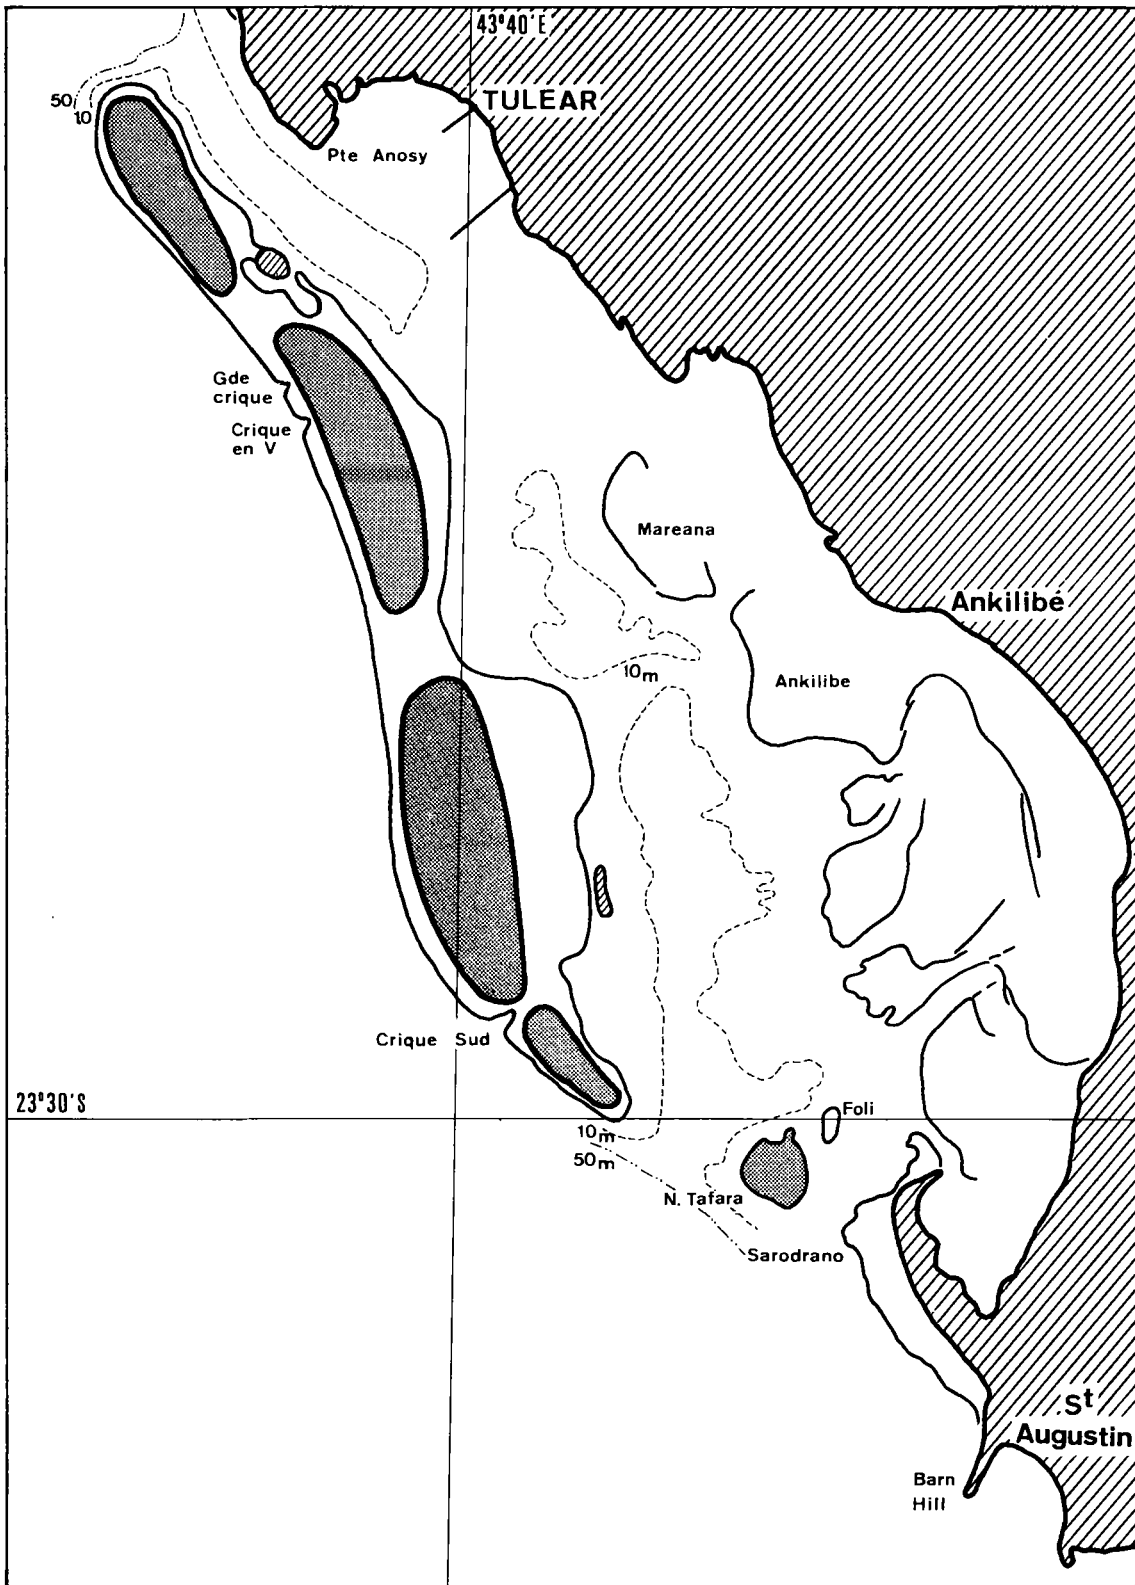 43°40'E
50
10
TULEAR
Pte Anosy
Gde
crique
Crique
en V
Mareana
Ankilibé
10m
Ankilibe
Crique Sud
23°30'S
Foli
10m
50m
N. Tafara
Sarodrano
St
Augustin
Barn
Hill